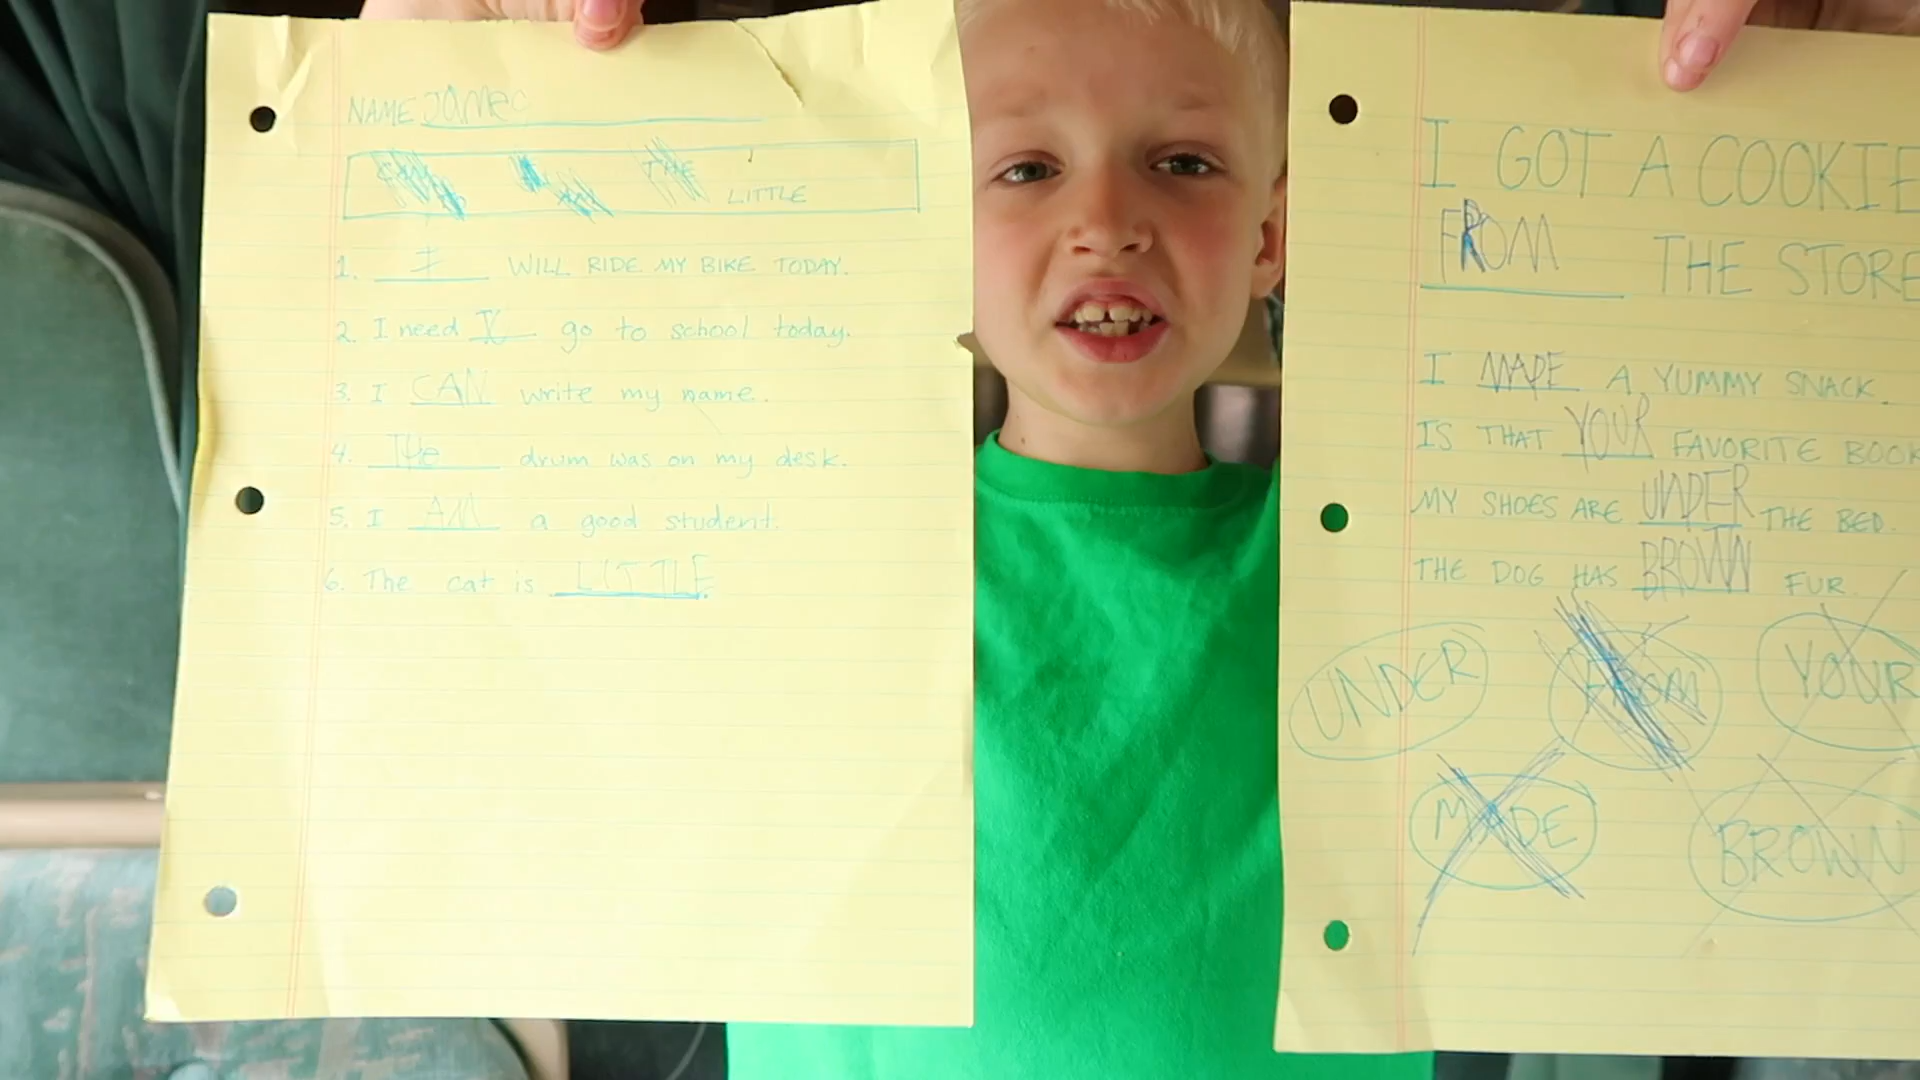 NAME James
THE LITTLE
1. I WILL RIDE MY BIKE TODAY.
2. I need go to school today.
3. I CAN write my name.
4. THe drum was on my desk.
5. I AM a good student.
6. The cat is LITTLE.
I GOT A COOKIE
FROM THE STORE
I MADE A YUMMY SNACK.
IS THAT YOUR FAVORITE BOOK
MY SHOES ARE UNDER THE BED.
THE DOG HAS BROWN FUR.
UNDER FROM YOUR
MADE BROWN